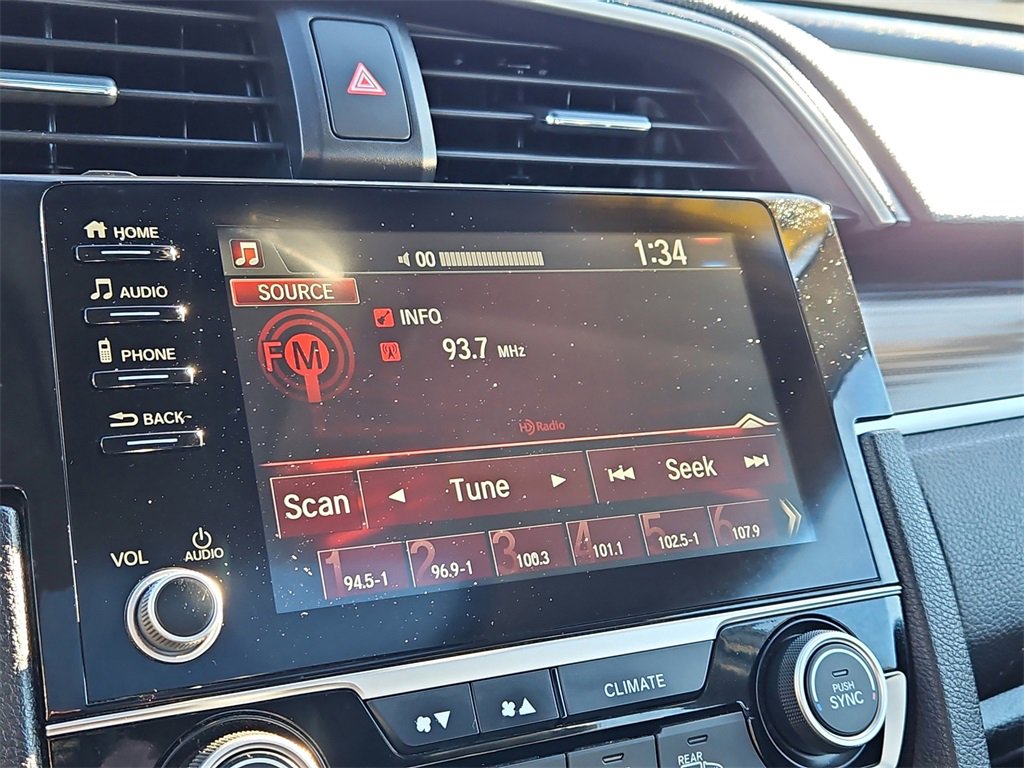 HOME
AUDIO
PHONE
BACK
VOL
AUDIO
00
1:34
SOURCE
FM
INFO
93.7 MHz
HD Radio
Scan
Tune
Seek
1 94.5-1
2 96.9-1
3 100.3
4 101.1
5 102.5-1
6 107.9
CLIMATE
PUSH
SYNC
REAR